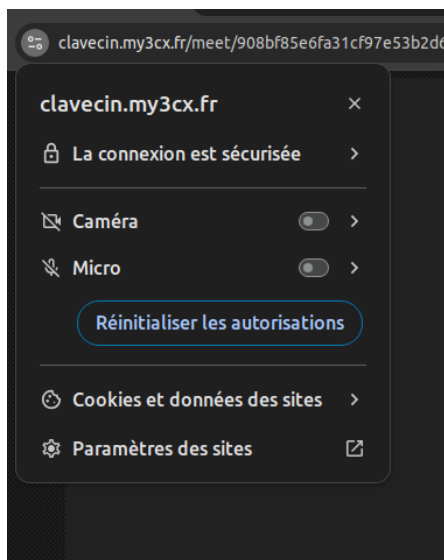 clavecin.my3cx.fr/meet/908bf85e6fa31cf97e53b2d6
clavecin.my3cx.fr
La connexion est sécurisée
Caméra
Micro
Réinitialiser les autorisations
Cookies et données des sites
Paramètres des sites